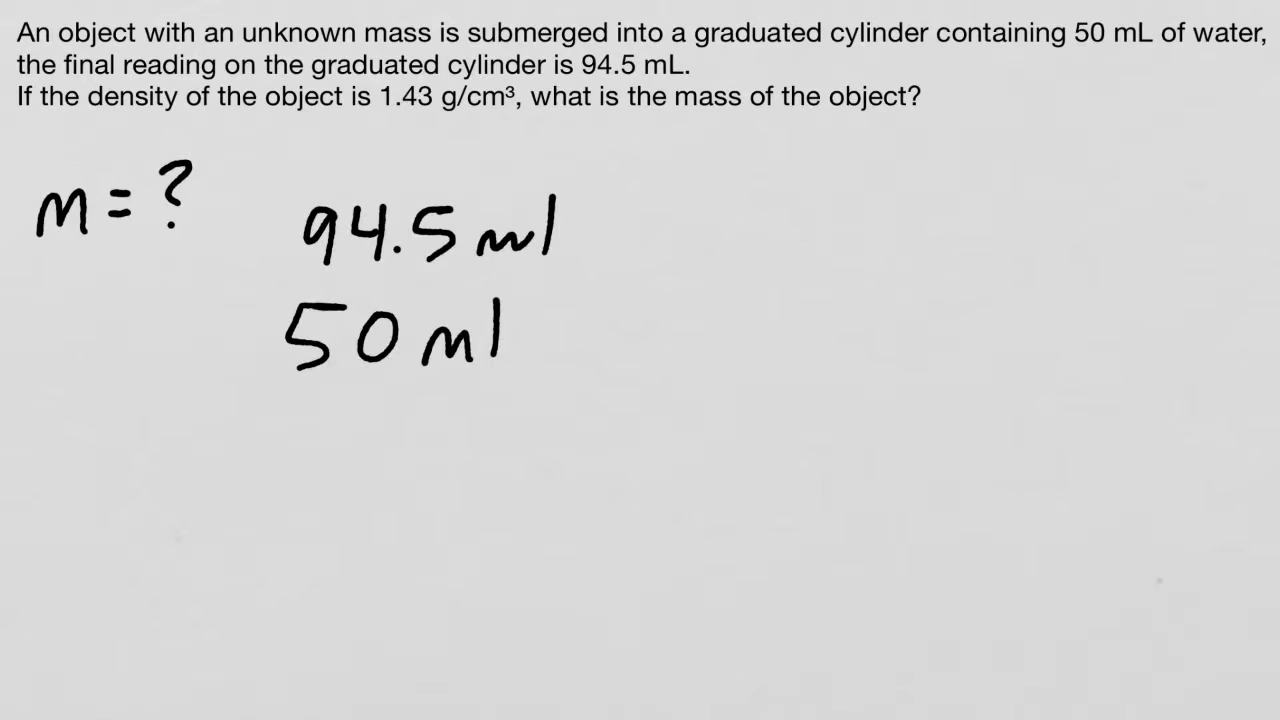 An object with an unknown mass is submerged into a graduated cylinder containing 50 mL of water,
the final reading on the graduated cylinder is 94.5 mL.
If the density of the object is 1.43 g/cm³, what is the mass of the object?
m = ?
94.5 ml
50 ml